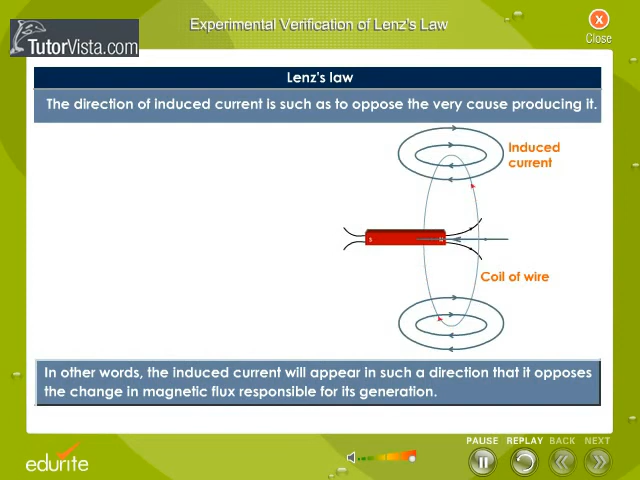 Experimental Verification of Lenz's Law
Close
TutorVista.com
Lenz's law
The direction of induced current is such as to oppose the very cause producing it.
Induced
current
S
N
Coil of wire
In other words, the induced current will appear in such a direction that it opposes
the change in magnetic flux responsible for its generation.
PAUSE REPLAY BACK NEXT
edurite